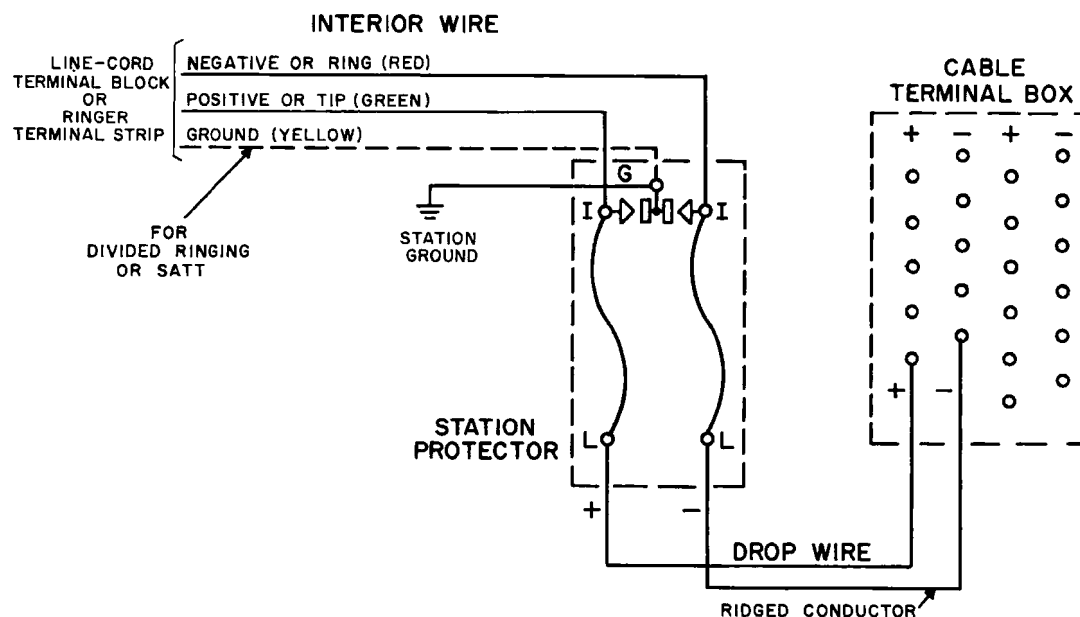 INTERIOR WIRE
LINE-CORD
TERMINAL BLOCK
OR
RINGER
TERMINAL STRIP
NEGATIVE OR RING (RED)
POSITIVE OR TIP (GREEN)
GROUND (YELLOW)
FOR
DIVIDED RINGING
OR SATT
G
I
I
STATION
GROUND
STATION
PROTECTOR
L
L
+
-
CABLE
TERMINAL BOX
+ - + -
+ -
DROP WIRE
RIDGED CONDUCTOR